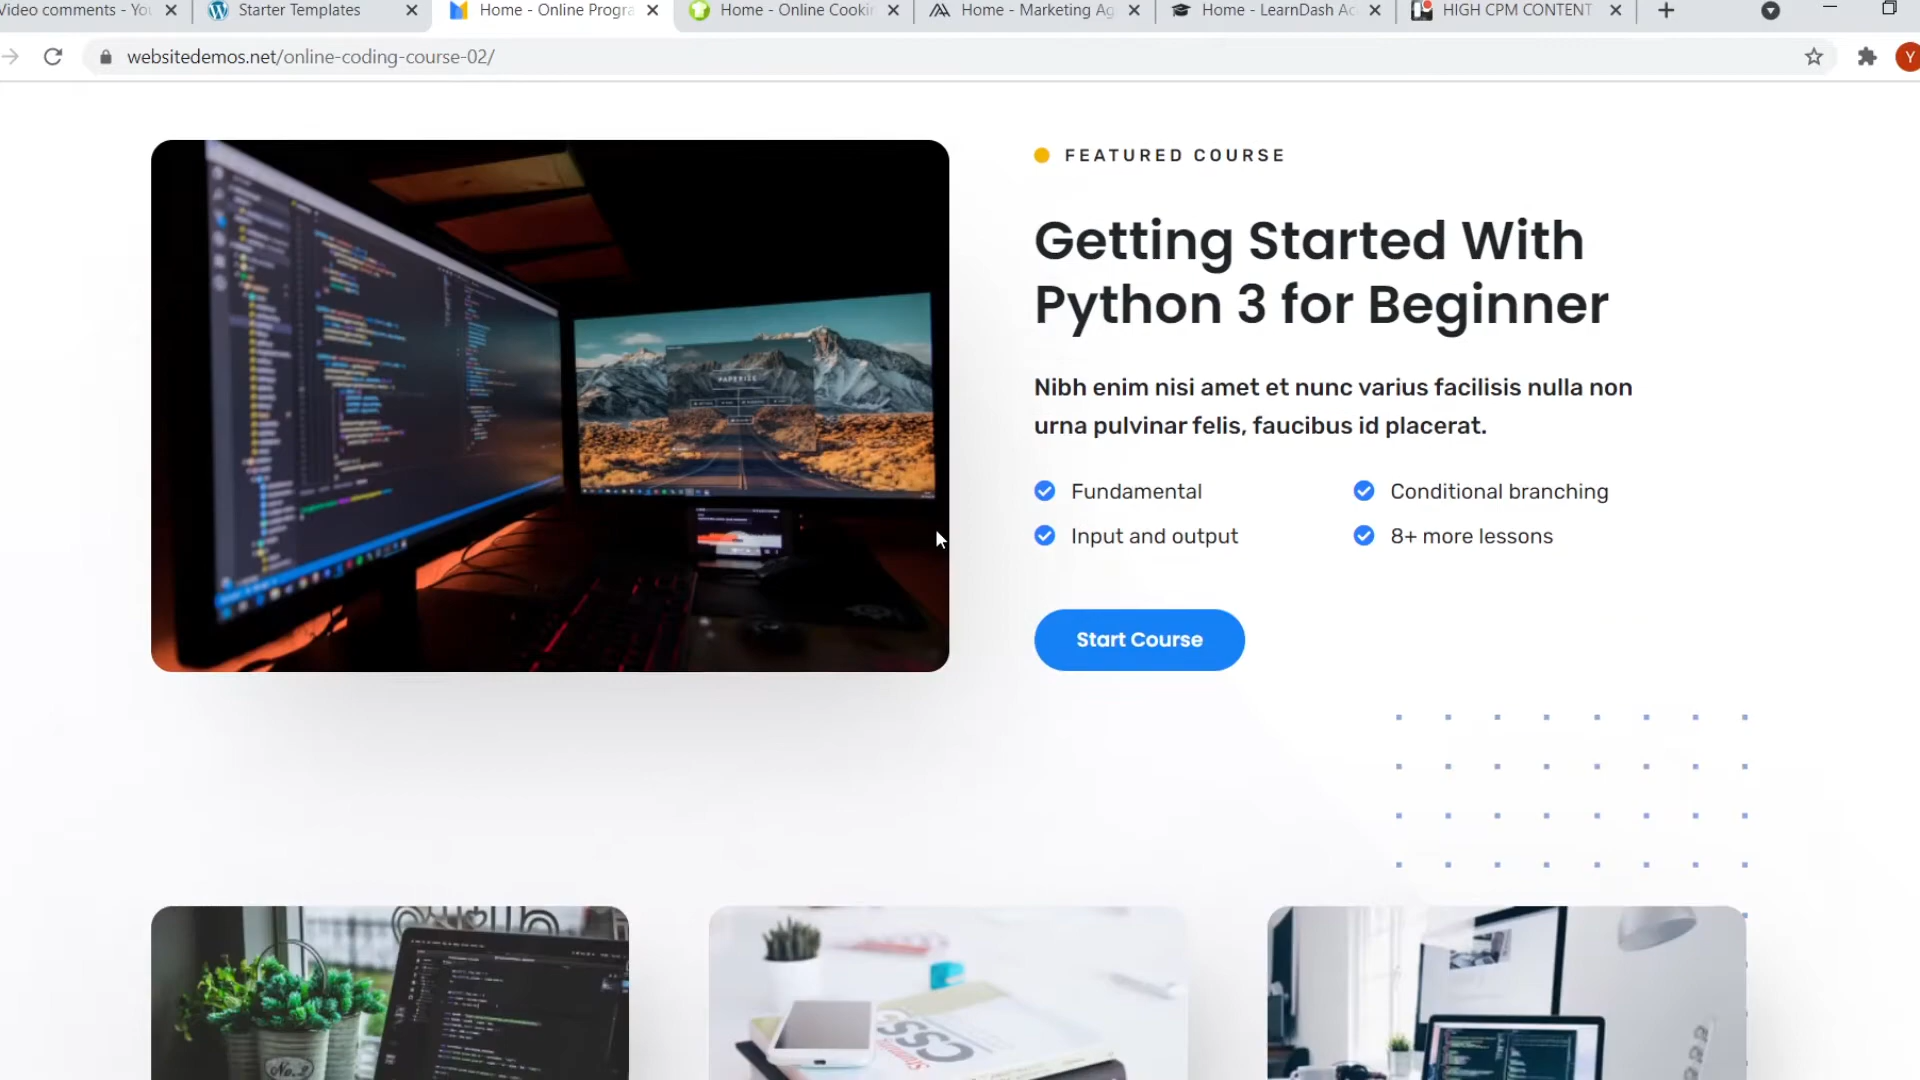 Video comments - You
Starter Templates
Home - Online Progra
Home - Online Cookin
Home - Marketing Ag
Home - LearnDash Ac
HIGH CPM CONTENT
websitedemos.net/online-coding-course-02/
Y
FEATURED COURSE
Getting Started With
Python 3 for Beginner
Nibh enim nisi amet et nunc varius facilisis nulla non
urna pulvinar felis, faucibus id placerat.
Fundamental
Conditional branching
Input and output
8+ more lessons
Start Course
No.2
CSS